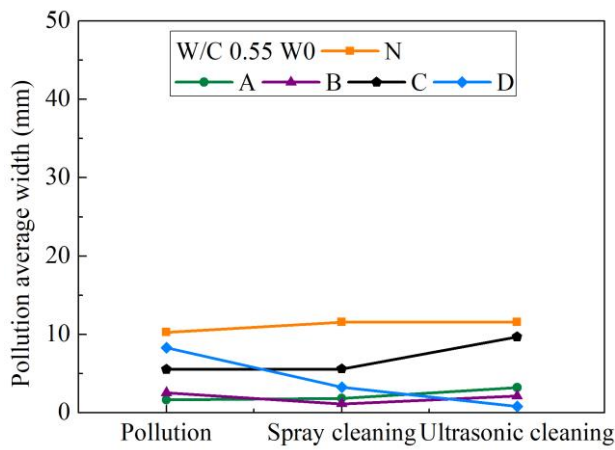 50
40
30
20
10
0
Pollution average width (mm)
W/C 0.55 W0 N
A B C D
Pollution Spray cleaning Ultrasonic cleaning